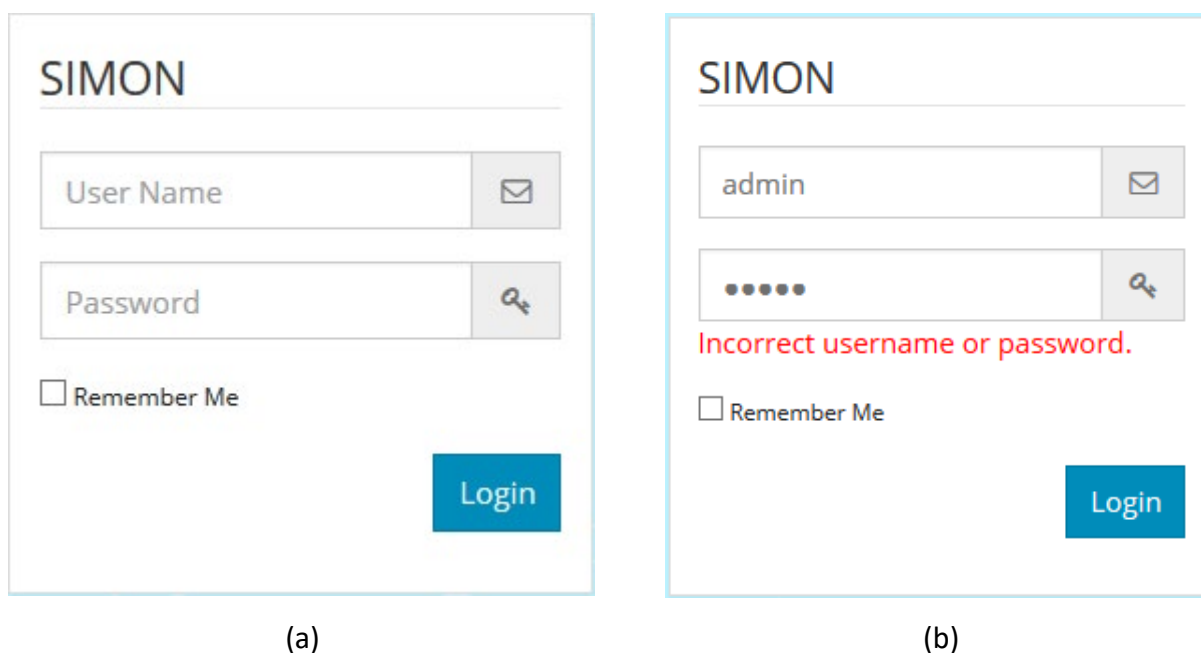 SIMON
User Name
Password
Remember Me
Login
(a)
SIMON
admin
•••••
Incorrect username or password.
Remember Me
Login
(b)